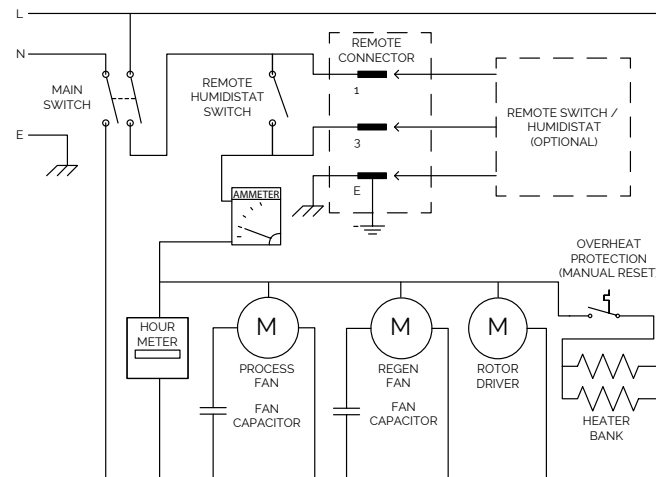 L
N
E
MAIN
SWITCH
REMOTE
HUMIDISTAT
SWITCH
REMOTE
CONNECTOR
1
3
E
REMOTE SWITCH /
HUMIDISTAT
(OPTIONAL)
AMMETER
OVERHEAT
PROTECTION
(MANUAL RESET
HOUR
METER
M
PROCESS
FAN
FAN
CAPACITOR
M
REGEN
FAN
FAN
CAPACITOR
M
ROTOR
DRIVER
HEATER
BANK